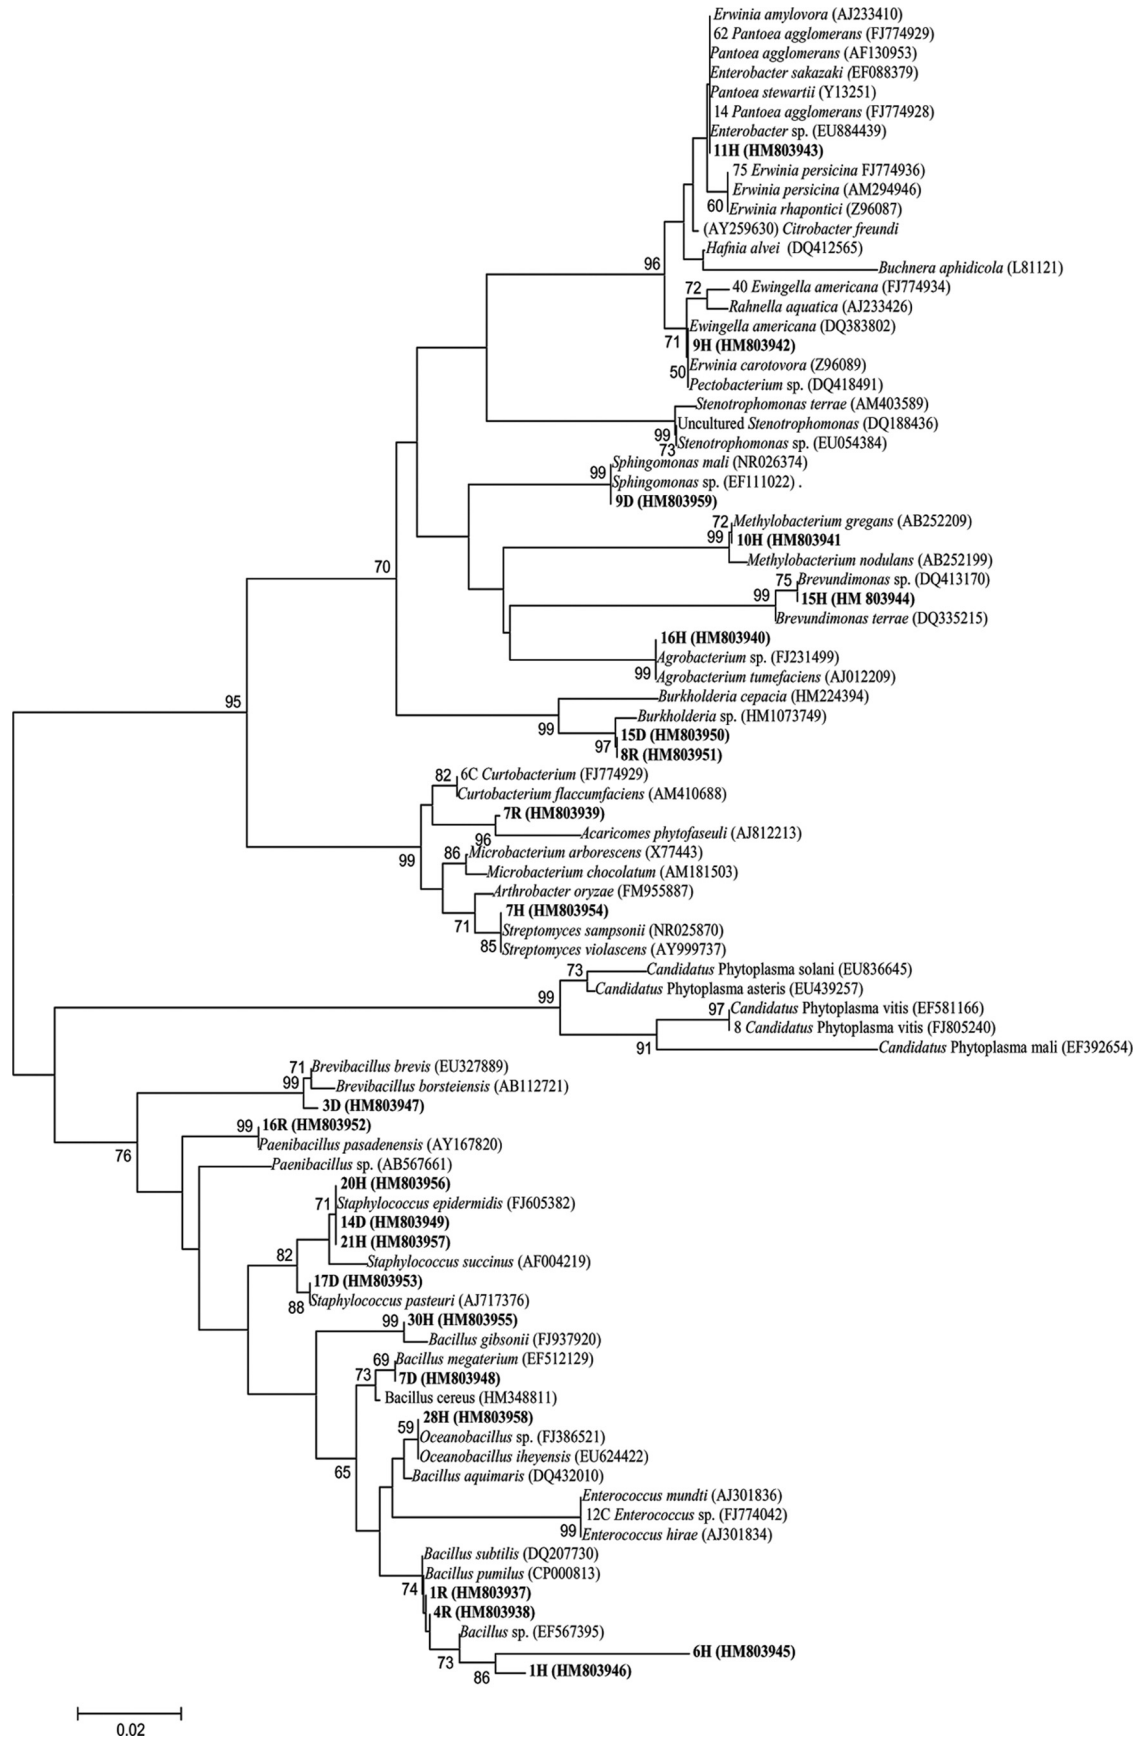 Erwinia amylovora (AJ233410)
62 Pantoea agglomerans (FJ774929)
Pantoea agglomerans (AF130953)
Enterobacter sakazaki (EF088379)
Pantoea stewartii (Y13251)
14 Pantoea agglomerans (FJ774928)
Enterobacter sp. (EU884439)
11H (HM803943)
75 Erwinia persicina FJ774936)
Erwinia persicina (AM294946)
60 Erwinia rhapontici (Z96087)
(AY259630) Citrobacter freundi
Hafnia alvei (DQ412565)
96 Buchnera aphidicola (L81121)
72 40 Ewingella americana (FJ774934)
Rahnella aquatica (AJ233426)
Ewingella americana (DQ383802)
71 9H (HM803942)
Erwinia carotovora (Z96089)
50 Pectobacterium sp. (DQ418491)
Stenotrophomonas terrae (AM403589)
Uncultured Stenotrophomonas (DQ188436)
99 Stenotrophomonas sp. (EU054384)
73
Sphingomonas mali (NR026374)
99 Sphingomonas sp. (EF111022) .
9D (HM803959)
72 Methylobacterium gregans (AB252209)
99 10H (HM803941
Methylobacterium nodulans (AB252199)
70
75 Brevundimonas sp. (DQ413170)
99 15H (HM 803944)
Brevundimonas terrae (DQ335215)
16H (HM803940)
Agrobacterium sp. (FJ231499)
99 Agrobacterium tumefaciens (AJ012209)
95 Burkholderia cepacia (HM224394)
Burkholderia sp. (HM1073749)
99 15D (HM803950)
97 8R (HM803951)
82 6C Curtobacterium (FJ774929)
Curtobacterium flaccumfaciens (AM410688)
7R (HM803939)
Acaricomes phytofaseuli (AJ812213)
96
99 86 Microbacterium arborescens (X77443)
Microbacterium chocolatum (AM181503)
Arthrobacter oryzae (FM955887)
7H (HM803954)
71 Streptomyces sampsonii (NR025870)
85 Streptomyces violascens (AY999737)
73 Candidatus Phytoplasma solani (EU836645)
Candidatus Phytoplasma asteris (EU439257)
99 97 Candidatus Phytoplasma vitis (EF581166)
8 Candidatus Phytoplasma vitis (FJ805240)
91 Candidatus Phytoplasma mali (EF392654)
71 Brevibacillus brevis (EU327889)
99 Brevibacillus borsteiensis (AB112721)
3D (HM803947)
99 16R (HM803952)
76 Paenibacillus pasadenensis (AY167820)
Paenibacillus sp. (AB567661)
20H (HM803956)
71 Staphylococcus epidermidis (FJ605382)
14D (HM803949)
21H (HM803957)
82 Staphylococcus succinus (AF004219)
17D (HM803953)
88 Staphylococcus pasteuri (AJ717376)
99 30H (HM803955)
Bacillus gibsonii (FJ937920)
69 Bacillus megaterium (EF512129)
73 7D (HM803948)
Bacillus cereus (HM348811)
28H (HM803958)
59 Oceanobacillus sp. (FJ386521)
Oceanobacillus iheyensis (EU624422)
65 Bacillus aquimaris (DQ432010)
Enterococcus mundti (AJ301836)
12C Enterococcus sp. (FJ774042)
99 Enterococcus hirae (AJ301834)
Bacillus subtilis (DQ207730)
Bacillus pumilus (CP000813)
74 1R (HM803937)
4R (HM803938)
Bacillus sp. (EF567395)
73 6H (HM803945)
86 1H (HM803946)
0.02